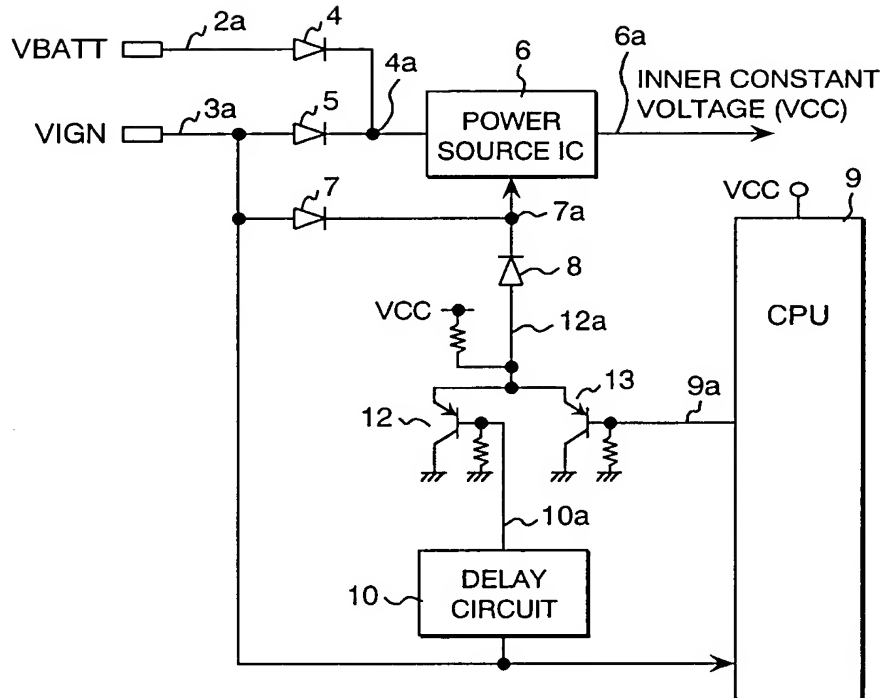 VBATT
2a
4
4a
6
6a
INNER CONSTANT
VOLTAGE (VCC)
VIGN
3a
5
POWER
SOURCE IC
7
7a
VCC
9
8
VCC
12a
CPU
12
13
9a
10a
10
DELAY
CIRCUIT